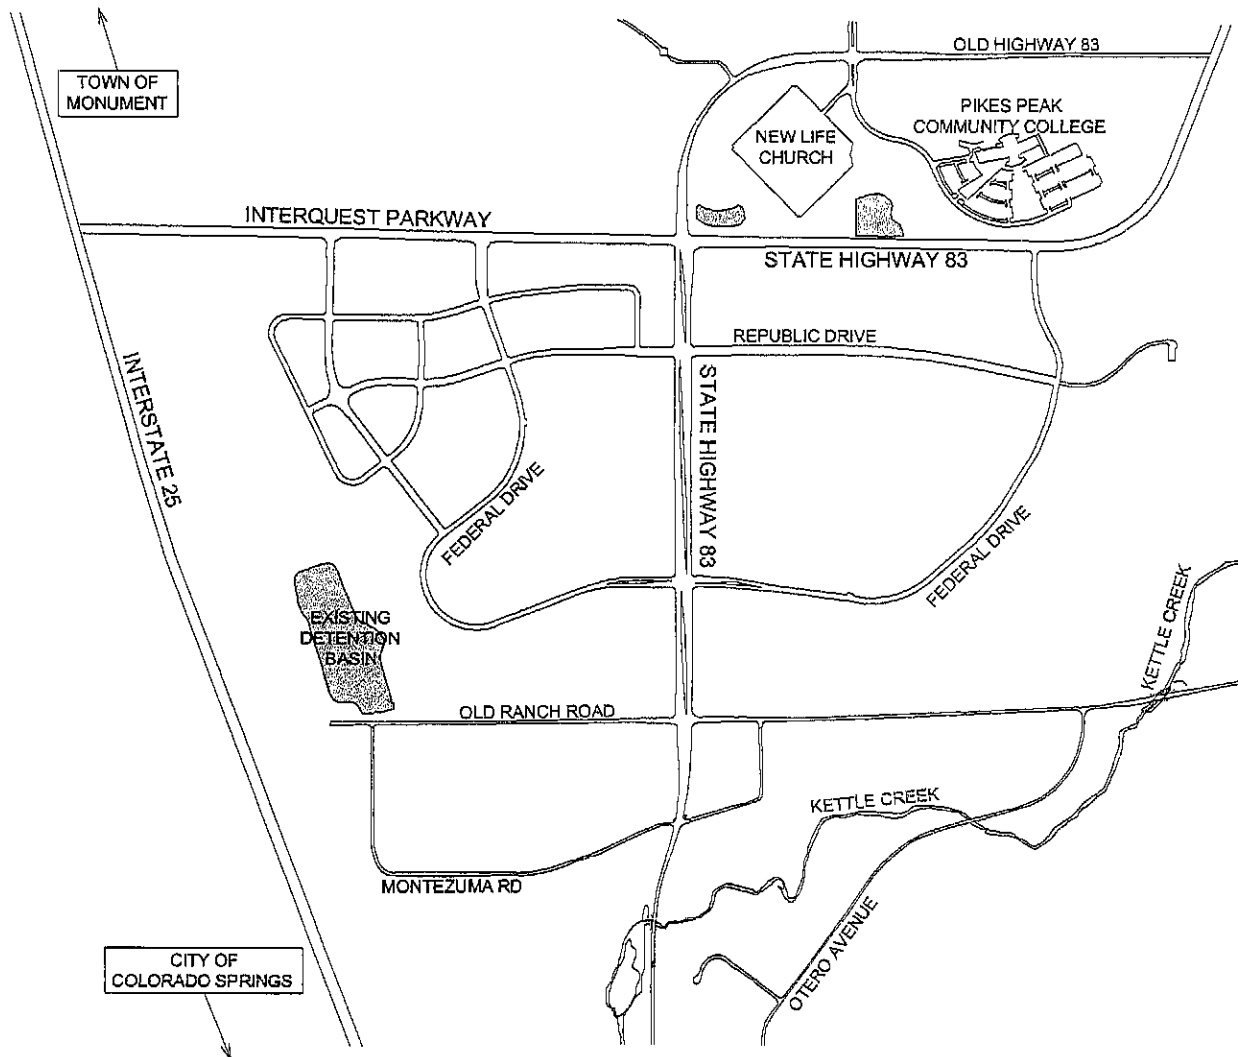 OLD HIGHWAY 83
TOWN OF
MONUMENT
PIKES PEAK
COMMUNITY COLLEGE
NEW LIFE
CHURCH
INTERQUEST PARKWAY
STATE HIGHWAY 83
REPUBLIC DRIVE
INTERSTATE 25
STATE HIGHWAY 83
FEDERAL DRIVE
FEDERAL DRIVE
KETTLE CREEK
EXISTING
DETENTION
BASIN
OLD RANCH ROAD
KETTLE CREEK
MONTEZUMA RD
OTERO AVENUE
CITY OF
COLORADO SPRINGS